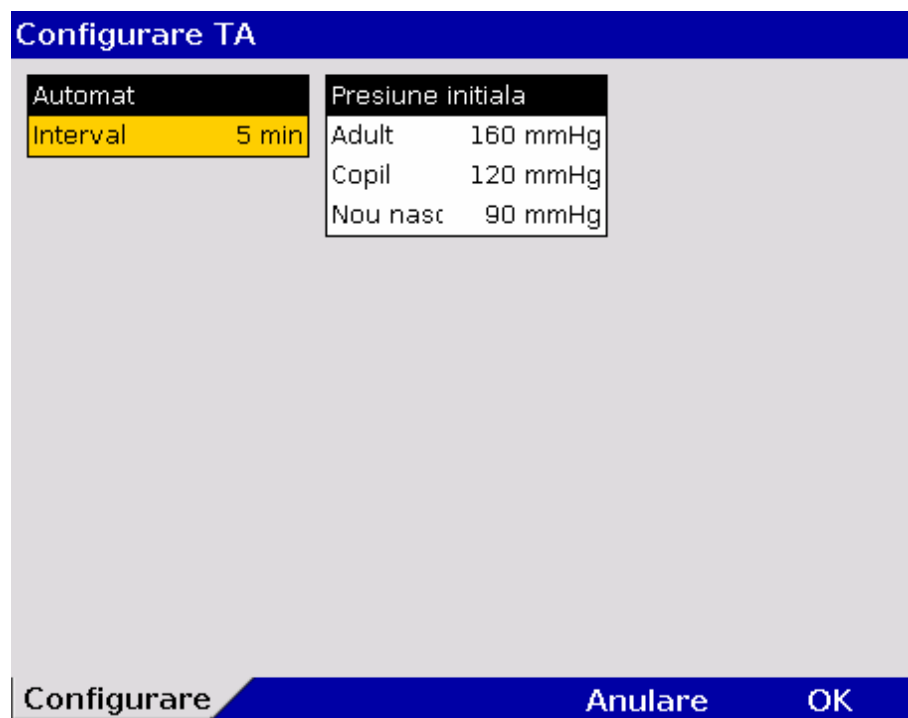 Configurare TA
Automat
Interval 5 min
Presiune initiala
Adult 160 mmHg
Copil 120 mmHg
Nou nasc 90 mmHg
Configurare Anulare OK